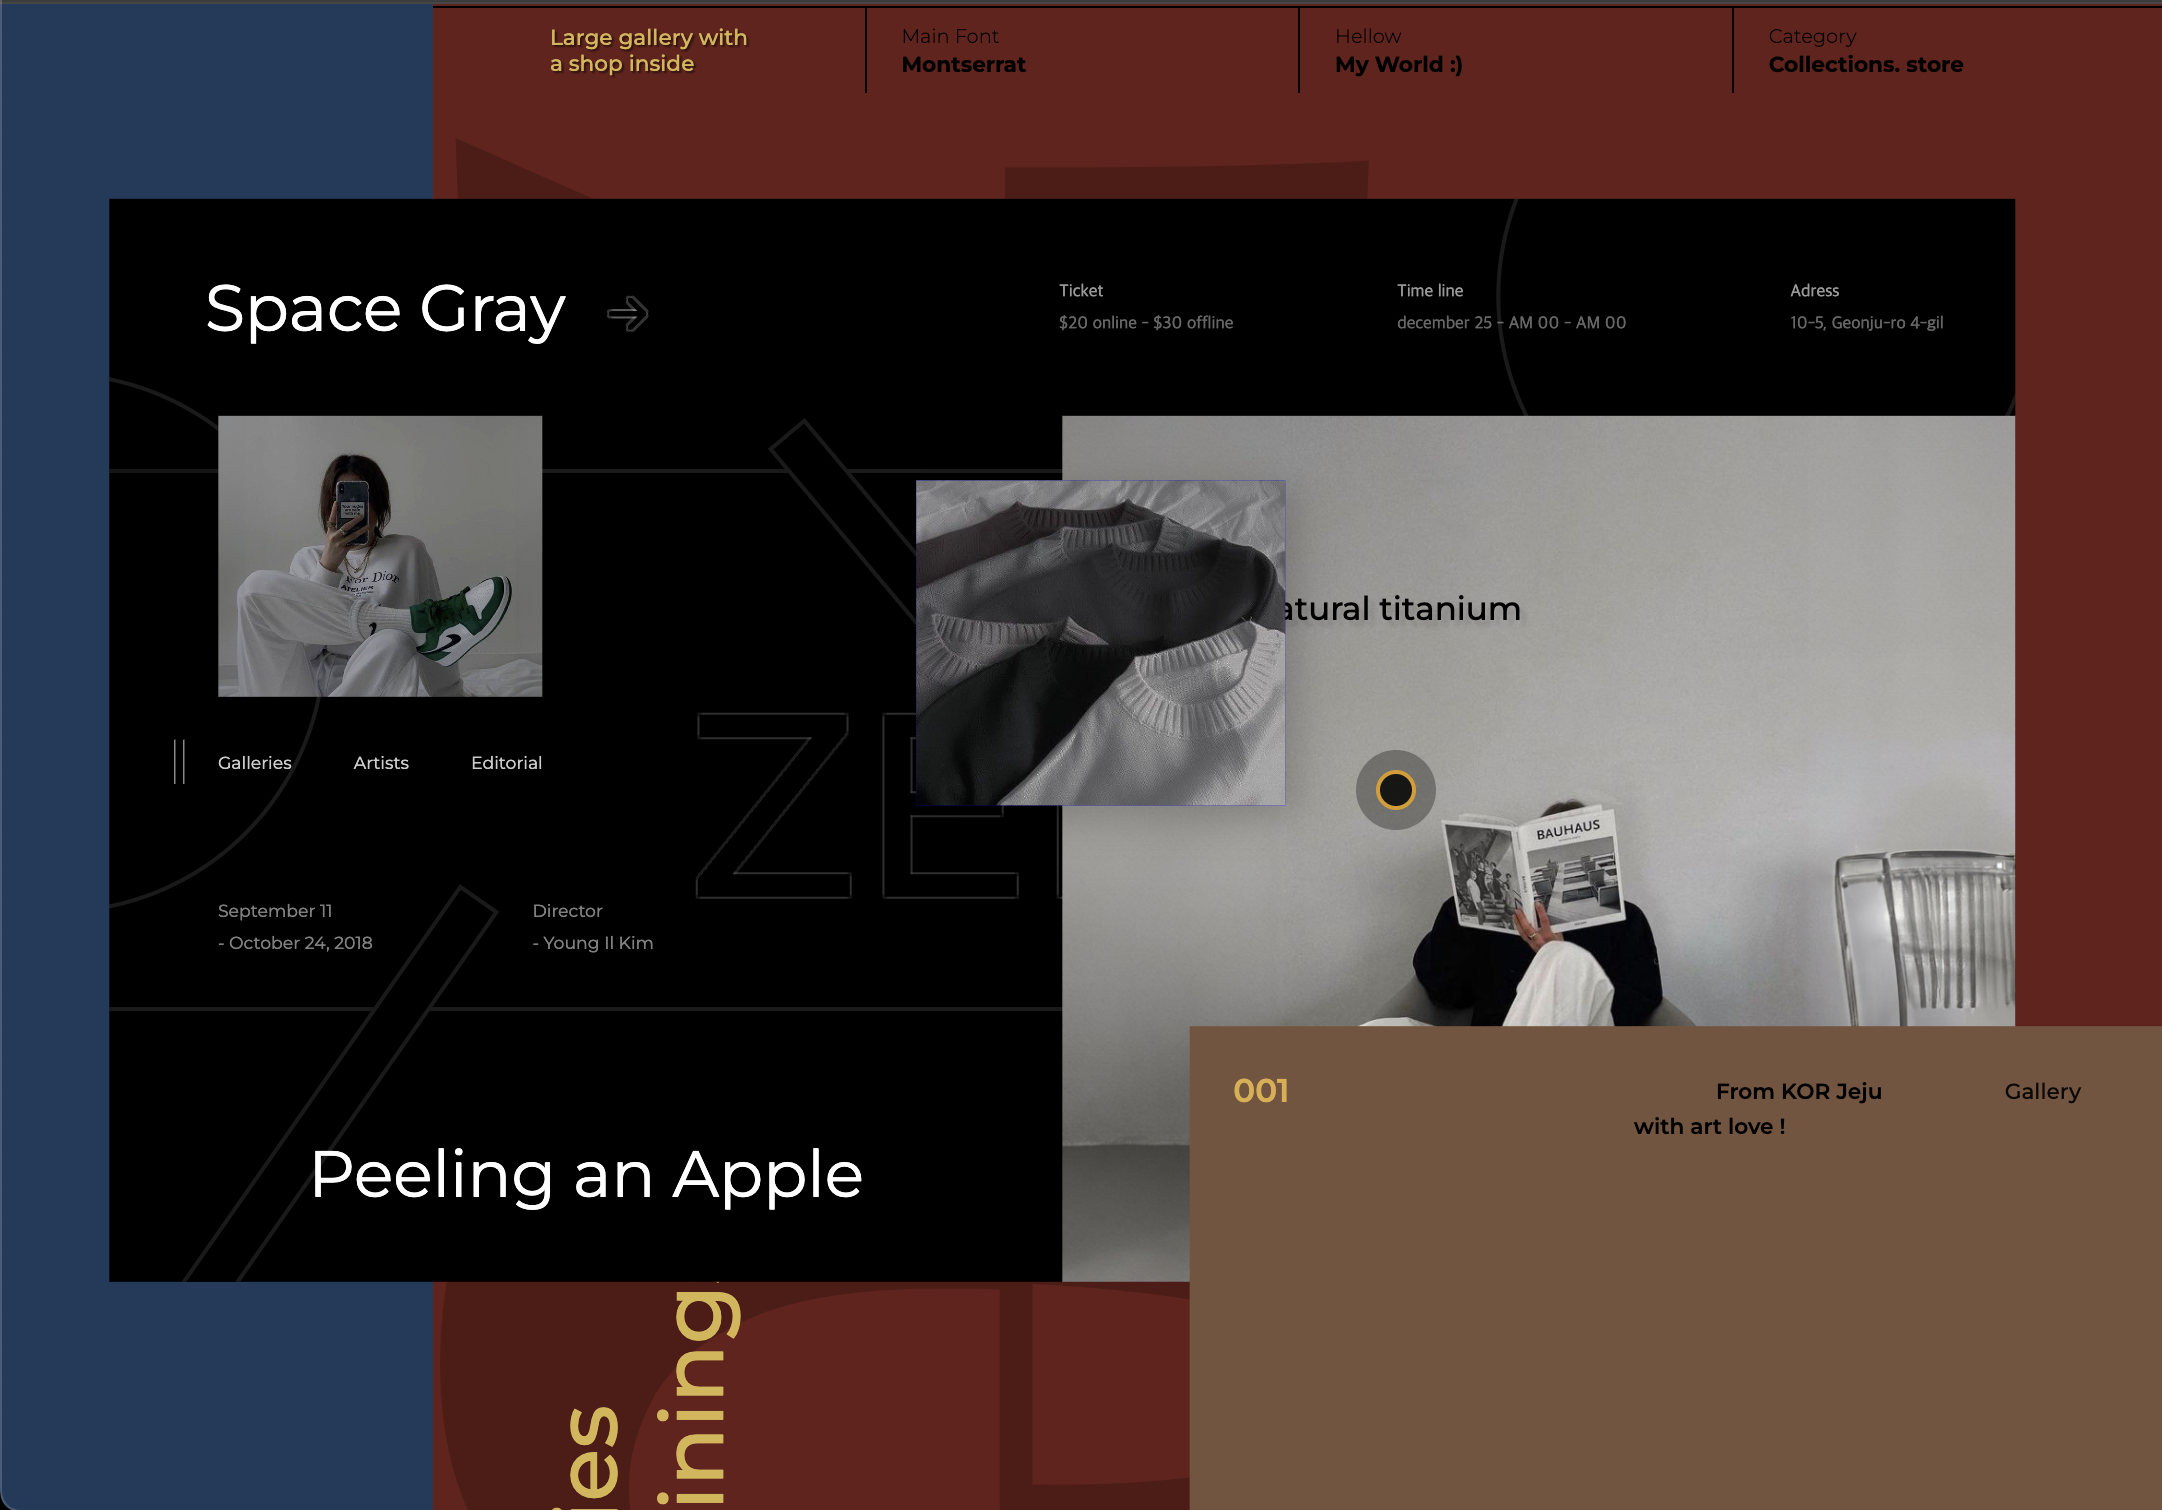 Large gallery with
a shop inside
Main Font
Montserrat
Hellow
My World :)
Category
Collections. store
Space Gray
Ticket
$20 online - $30 offline
Time line
december 25 - AM 00 - AM 00
Adress
10-5, Geonju-ro 4-gil
For Dior
ATELIER
atural titanium
Galleries
Artists
Editorial
ZE
BAUHAUS
September 11
- October 24, 2018
Director
- Young Il Kim
001
From KOR Jeju
with art love !
Gallery
Peeling an Apple
ies
ining